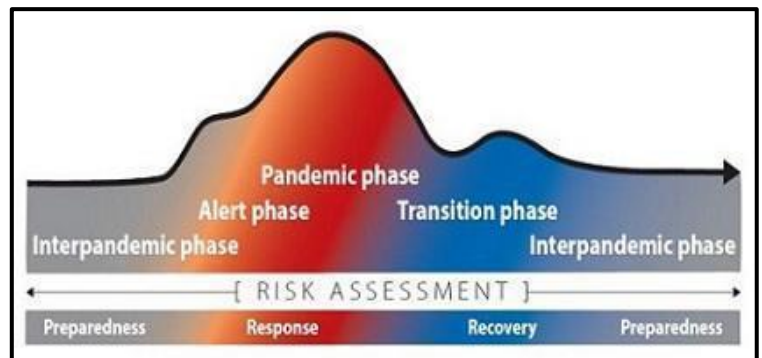 Pandemic phase
Alert phase
Transition phase
Interpandemic phase
Interpandemic phase
[ RISK ASSESSMENT ]
Preparedness
Response
Recovery
Preparedness